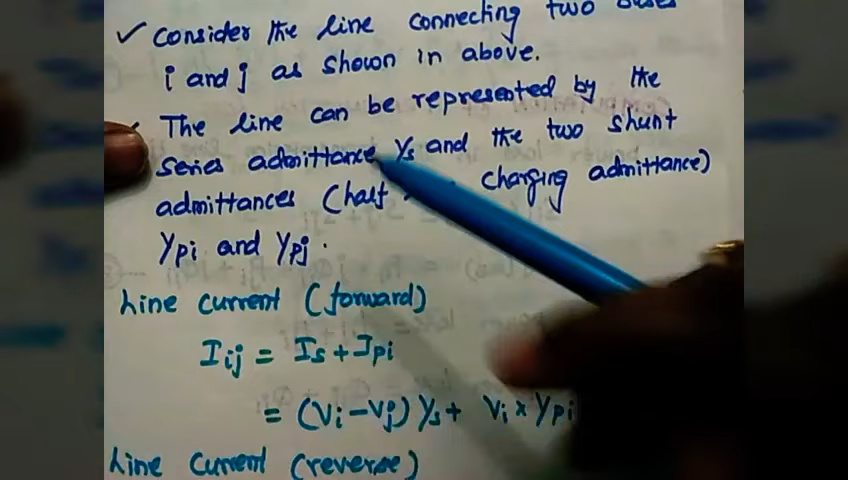 ✓ Consider the line connecting two buses
i and j as shown in above.
The line can be represented by the
series admittance Ys and the two shunt
admittances (half charging admittance)
Ypi and Ypj.
Line current (forward)
Iij = Is + Ipi
= (Vi - Vj) Ys + Vi x Ypi
Line current (reverse)